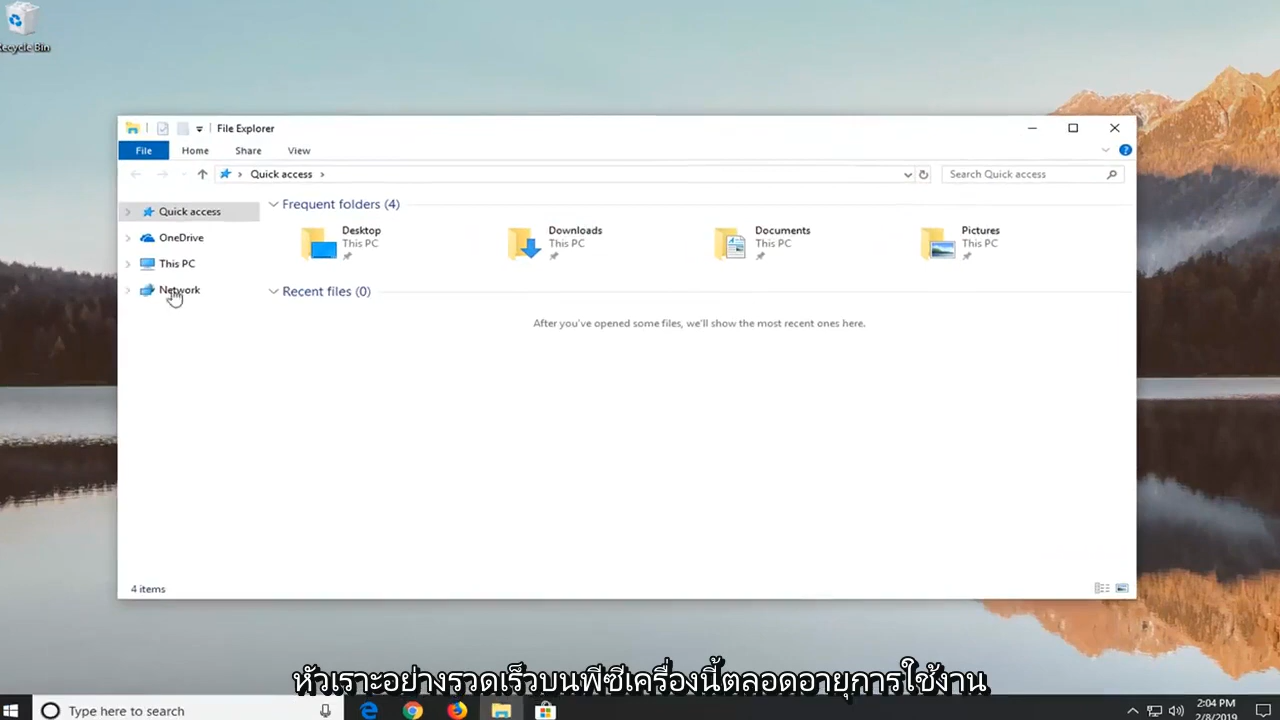 Recycle Bin
File Explorer
File Home Share View
Quick access
Search Quick access
Quick access
OneDrive
This PC
Network
Frequent folders (4)
Desktop
This PC
Downloads
This PC
Documents
This PC
Pictures
This PC
Recent files (0)
After you've opened some files, we'll show the most recent ones here.
4 items
หัวเราะอย่างรวดเร็วบนพีซีเครื่องนี้ตลอดอายุการใช้งาน
Type here to search
2:04 PM
2/8/2019